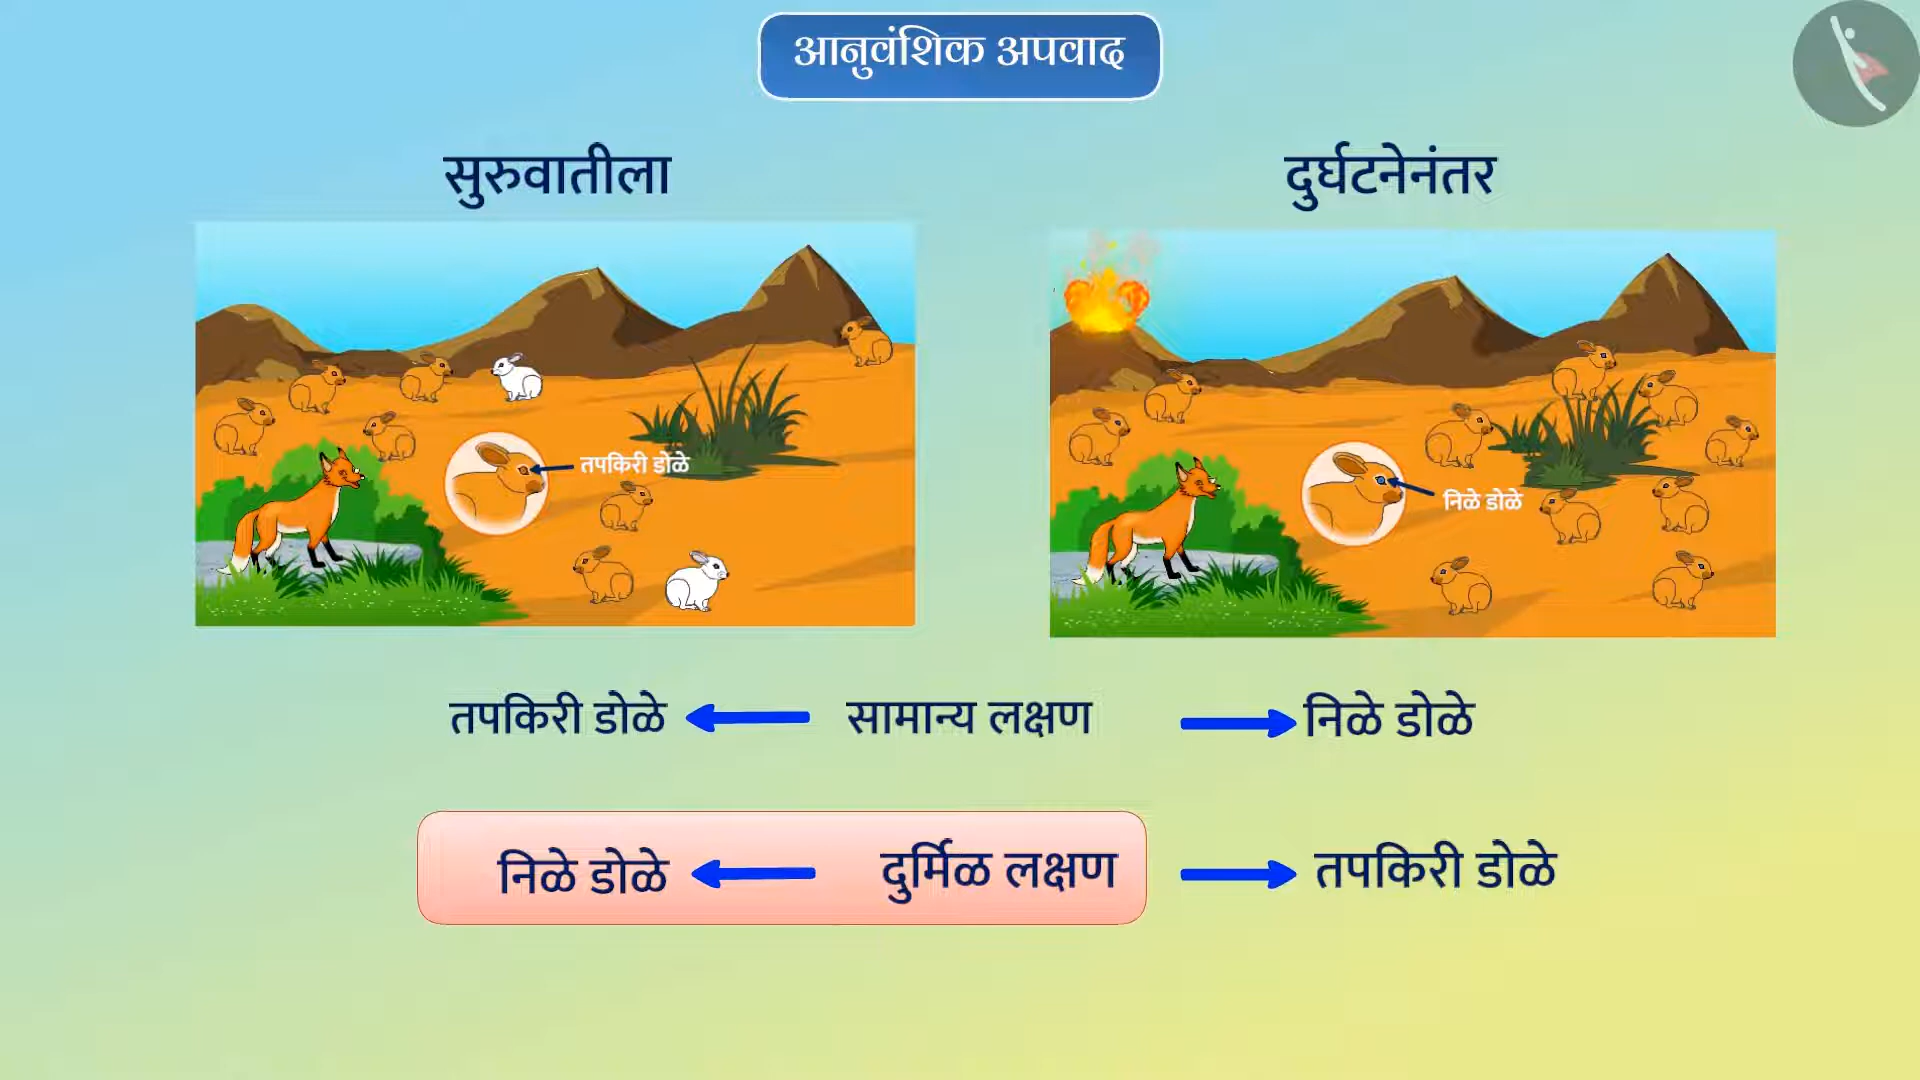 आनुवंशिक अपवाद
सुरुवातीला
दुर्घटनेनंतर
तपकिरी डोळे
निळे डोळे
तपकिरी डोळे सामान्य लक्षण निळे डोळे
निळे डोळे दुर्मिळ लक्षण तपकिरी डोळे